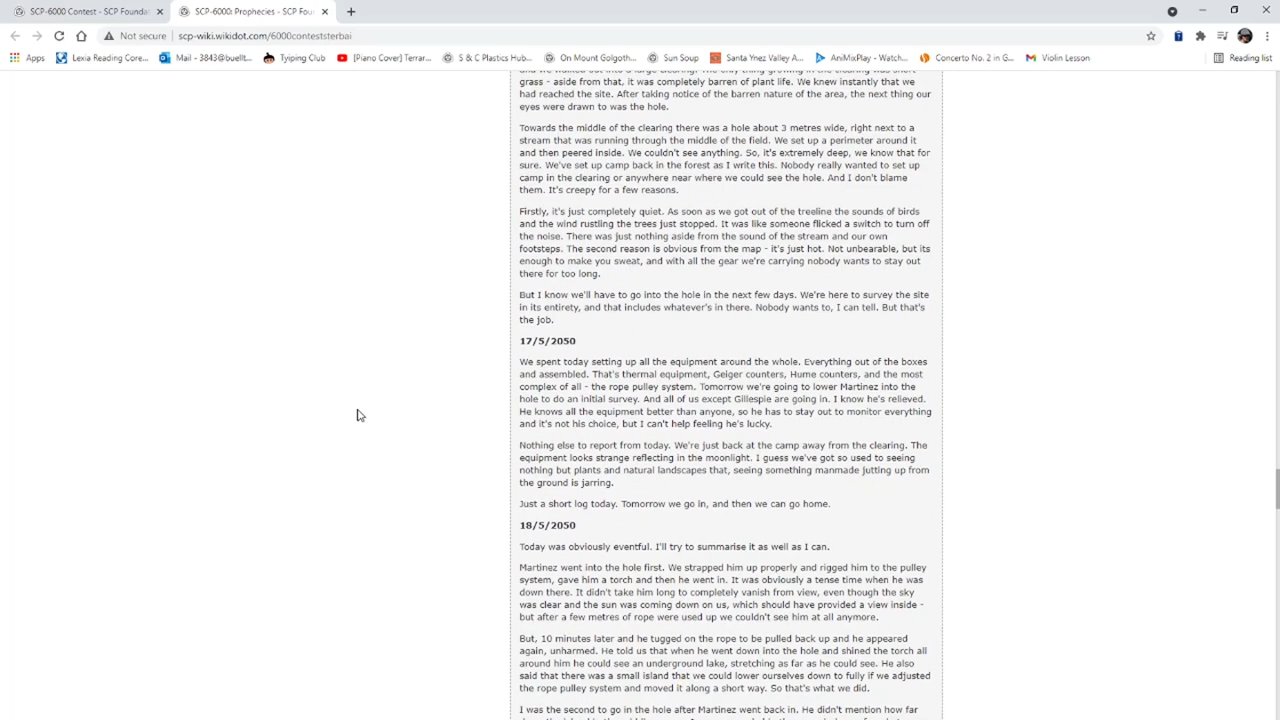 SCP-6000 Contest - SCP Founda
SCP-6000: Prophecies - SCP Fou
Not secure
scp-wiki.wikidot.com/6000conteststerbai
Apps
Lexia Reading Core...
Mail - 3843@buellt...
Tyiping Club
[Piano Cover] Terrar...
S & C Plastics Hub...
On Mount Golgoth...
Sun Soup
Santa Ynez Valley A...
AniMixPlay - Watch...
Concerto No. 2 in G...
Violin Lesson
Reading list
grass - aside from that, it was completely barren of plant life. We knew instantly that we
had reached the site. After taking notice of the barren nature of the area, the next thing our
eyes were drawn to was the hole.
Towards the middle of the clearing there was a hole about 3 metres wide, right next to a
stream that was running through the middle of the field. We set up a perimeter around it
and then peered inside. We couldn't see anything. So, it's extremely deep, we know that for
sure. We've set up camp back in the forest as I write this. Nobody really wanted to set up
camp in the clearing or anywhere near where we could see the hole. And I don't blame
them. It's creepy for a few reasons.
Firstly, it's just completely quiet. As soon as we got out of the treeline the sounds of birds
and the wind rustling the trees just stopped. It was like someone flicked a switch to turn off
the noise. There was just nothing aside from the sound of the stream and our own
footsteps. The second reason is obvious from the map - it's just hot. Not unbearable, but its
enough to make you sweat, and with all the gear we're carrying nobody wants to stay out
there for too long.
But I know we'll have to go into the hole in the next few days. We're here to survey the site
in its entirety, and that includes whatever's in there. Nobody wants to, I can tell. But that's
the job.
17/5/2050
We spent today setting up all the equipment around the whole. Everything out of the boxes
and assembled. That's thermal equipment, Geiger counters, Hume counters, and the most
complex of all - the rope pulley system. Tomorrow we're going to lower Martinez into the
hole to do an initial survey. And all of us except Gillespie are going in. I know he's relieved.
He knows all the equipment better than anyone, so he has to stay out to monitor everything
and it's not his choice, but I can't help feeling he's lucky.
Nothing else to report from today. We're just back at the camp away from the clearing. The
equipment looks strange reflecting in the moonlight. I guess we've got so used to seeing
nothing but plants and natural landscapes that, seeing something manmade jutting up from
the ground is jarring.
Just a short log today. Tomorrow we go in, and then we can go home.
18/5/2050
Today was obviously eventful. I'll try to summarise it as well as I can.
Martinez went into the hole first. We strapped him up properly and rigged him to the pulley
system, gave him a torch and then he went in. It was obviously a tense time when he was
down there. It didn't take him long to completely vanish from view, even though the sky
was clear and the sun was coming down on us, which should have provided a view inside -
but after a few metres of rope were used up we couldn't see him at all anymore.
But, 10 minutes later and he tugged on the rope to be pulled back up and he appeared
again, unharmed. He told us that when he went down into the hole and shined the torch all
around him he could see an underground lake, stretching as far as he could see. He also
said that there was a small island that we could lower ourselves down to fully if we adjusted
the rope pulley system and moved it along a short way. So that's what we did.
I was the second to go in the hole after Martinez went back in. He didn't mention how far